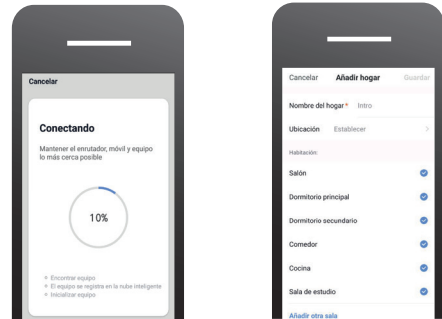 Cancelar
Conectando
Mantener el enrutador, móvil y equipo
lo más cerca posible
10%
Encontrar equipo
El equipo se registra en la nube inteligente
Inicializar equipo
Cancelar Añadir hogar Guardar
Nombre del hogar* Intro
Ubicación Establecer >
Habitación:
Salón
Dormitorio principal
Dormitorio secundario
Comedor
Cocina
Sala de estudio
Añadir otra sala